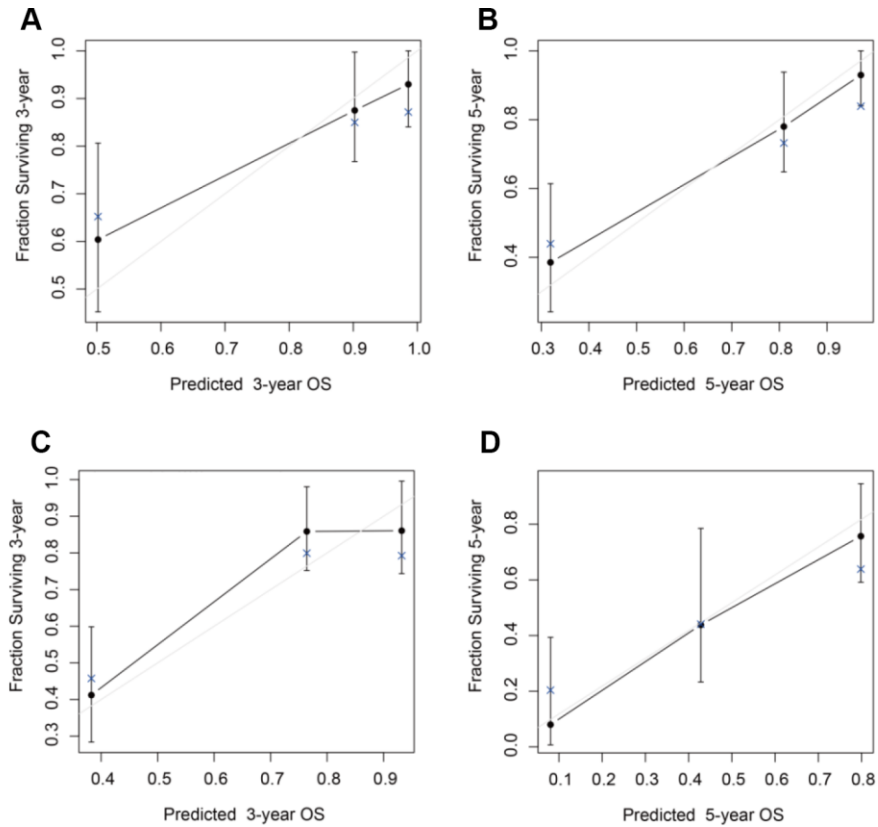 A
Fraction Surviving 3-year
1.0
0.9
0.8
0.7
0.6
0.5
0.5 0.6 0.7 0.8 0.9 1.0
Predicted 3-year OS
B
Fraction Surviving 5-year
1.0
0.8
0.6
0.4
0.3 0.4 0.5 0.6 0.7 0.8 0.9
Predicted 5-year OS
C
Fraction Surviving 3-year
1.0
0.9
0.8
0.7
0.6
0.5
0.4
0.3
0.4 0.5 0.6 0.7 0.8 0.9
Predicted 3-year OS
D
Fraction Surviving 5-year
0.8
0.6
0.4
0.2
0.0
0.1 0.2 0.3 0.4 0.5 0.6 0.7 0.8
Predicted 5-year OS